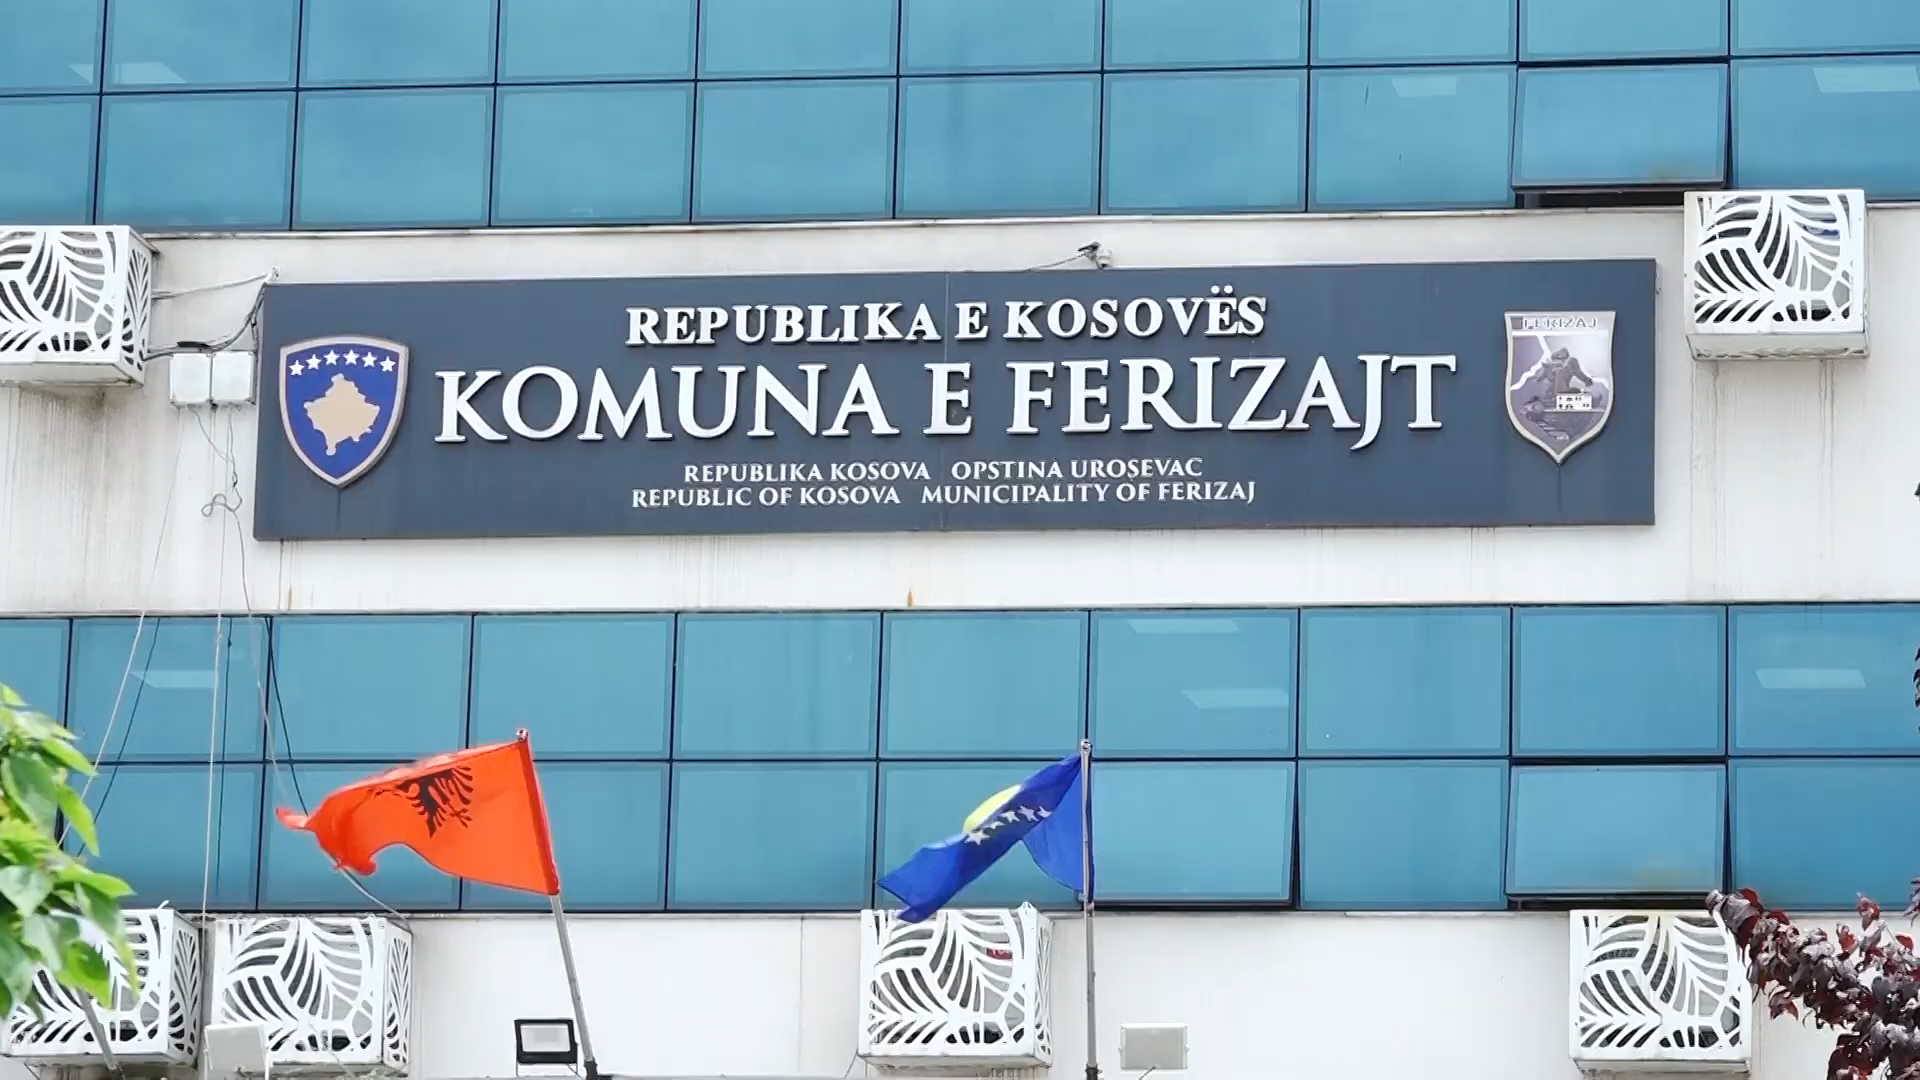 REPUBLIKA E KOSOVËS
KOMUNA E FERIZAJT
REPUBLIKA KOSOVA OPSTINA UROSEVAC
REPUBLIC OF KOSOVA MUNICIPALITY OF FERIZAJ
FERIZAJ